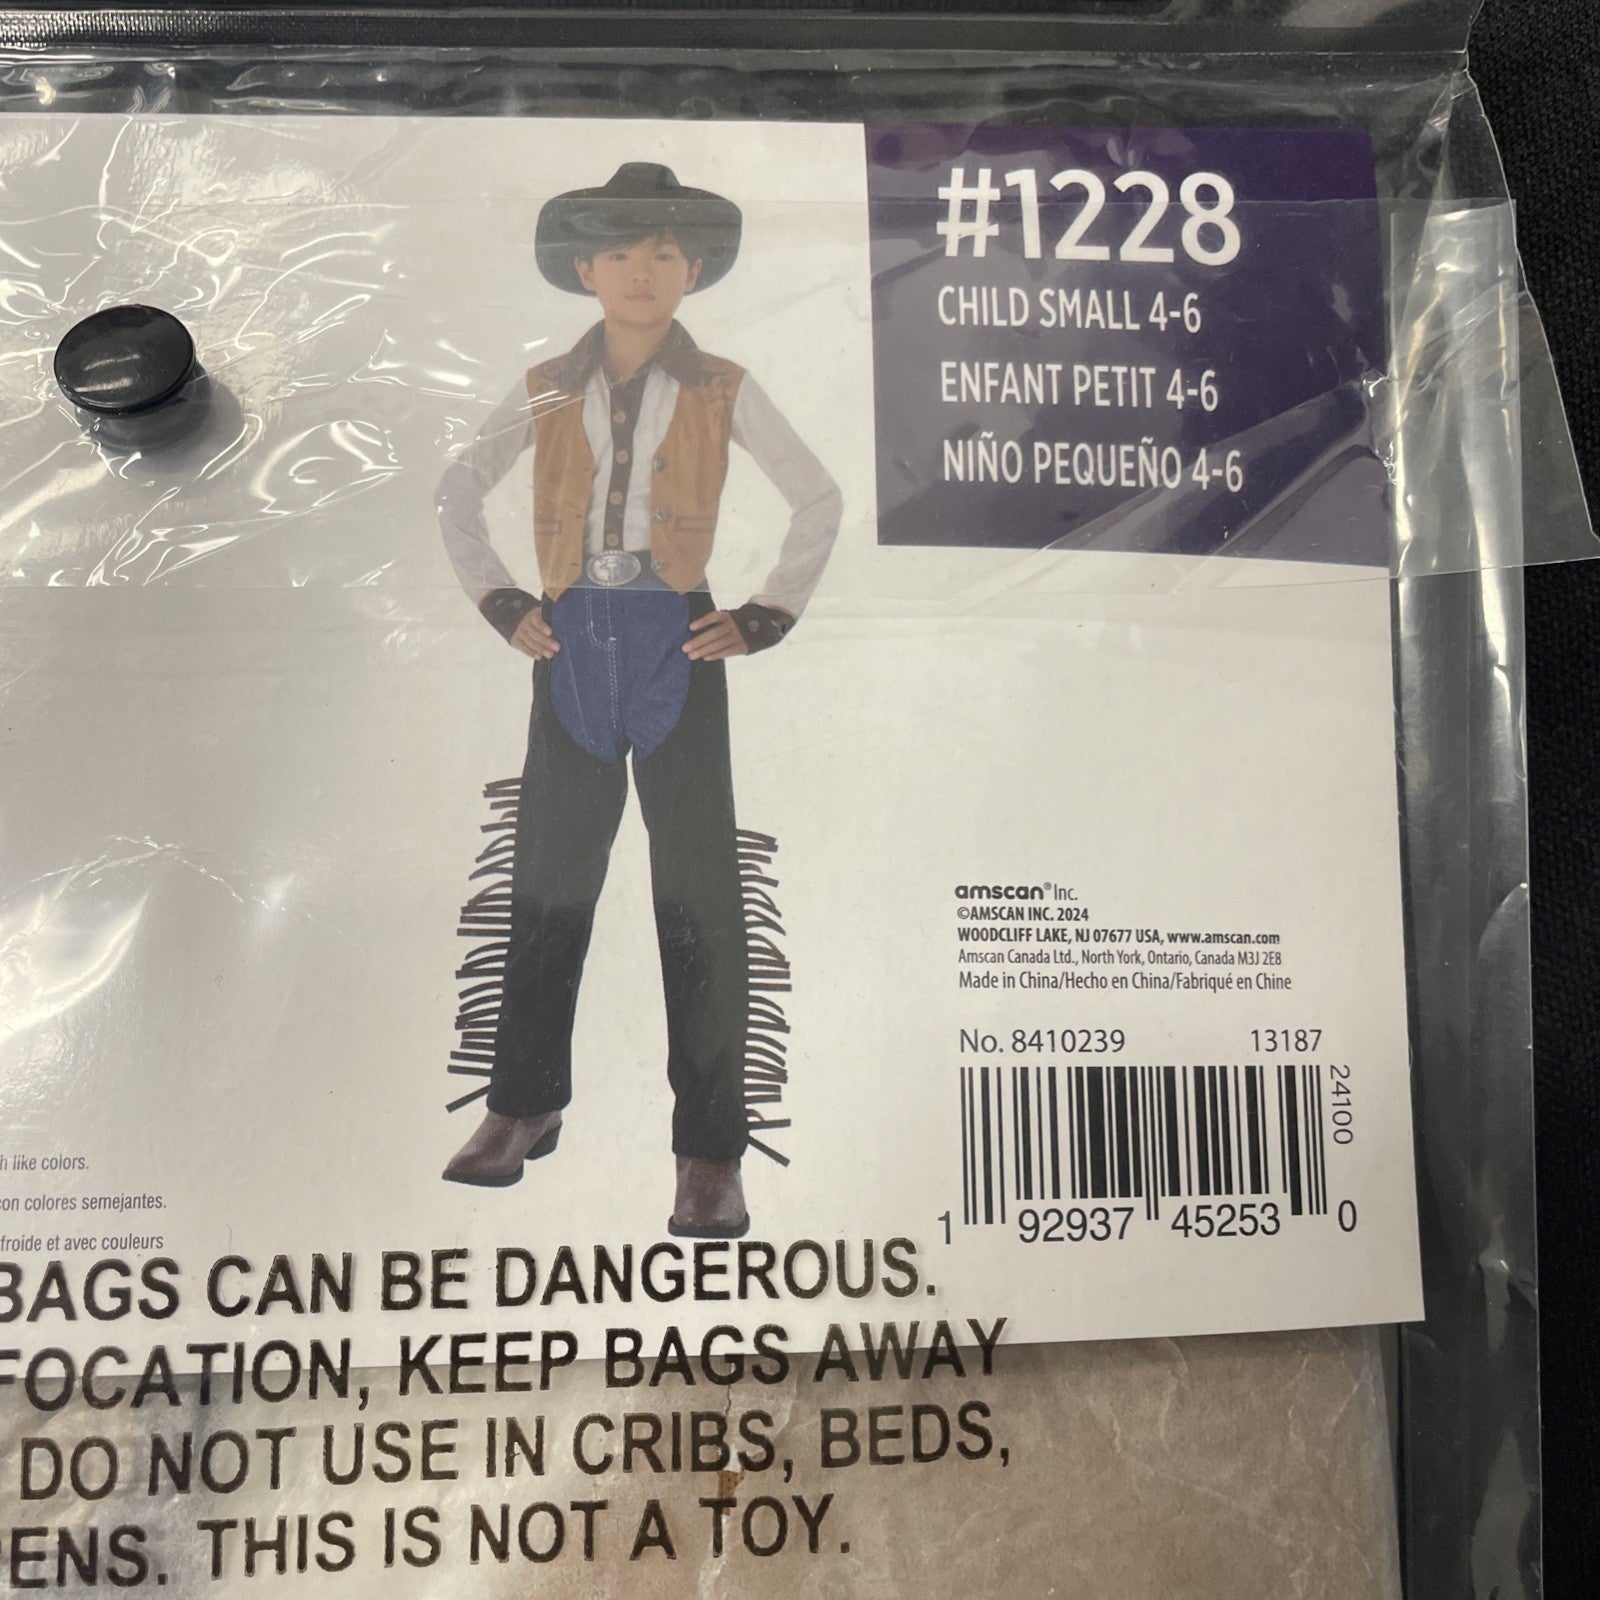 #1228
CHILD SMALL 4-6
ENFANT PETIT 4-6
NIÑO PEQUEÑO 4-6
amscan® Inc.
©AMSCAN INC. 2024
WOODCLIFF LAKE, NJ 07677 USA, www.amscan.com
Amscan Canada Ltd., North York, Ontario, Canada M3J 2E8
Made in China/Hecho en China/Fabriqué en Chine
No. 8410239 13187
24100
1 92937 45253 0
h like colors.
con colores semejantes.
froide et avec couleurs
BAGS CAN BE DANGEROUS.
FOCATION, KEEP BAGS AWAY
DO NOT USE IN CRIBS, BEDS,
PENS. THIS IS NOT A TOY.